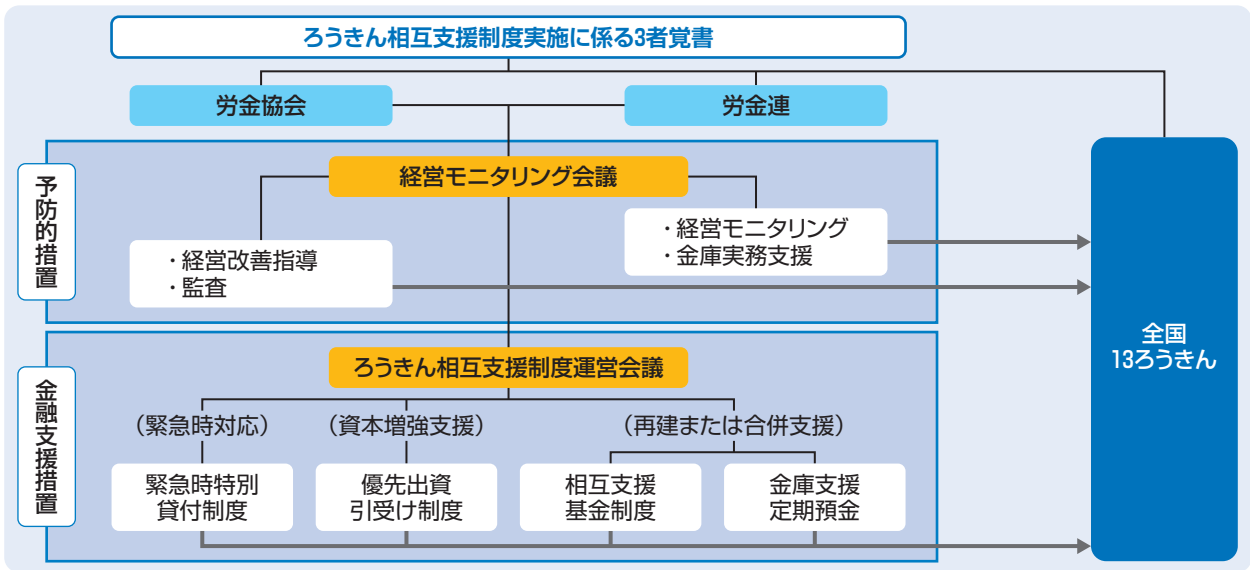 ろうきん相互支援制度実施に係る3者覚書
労金協会
労金連
予防的措置
経営モニタリング会議
・経営改善指導
・監査
・経営モニタリング
・金庫実務支援
全国
13ろうきん
金融支援措置
ろうきん相互支援制度運営会議
（緊急時対応）
（資本増強支援）
（再建または合併支援）
緊急時特別
貸付制度
優先出資
引受け制度
相互支援
基金制度
金庫支援
定期預金